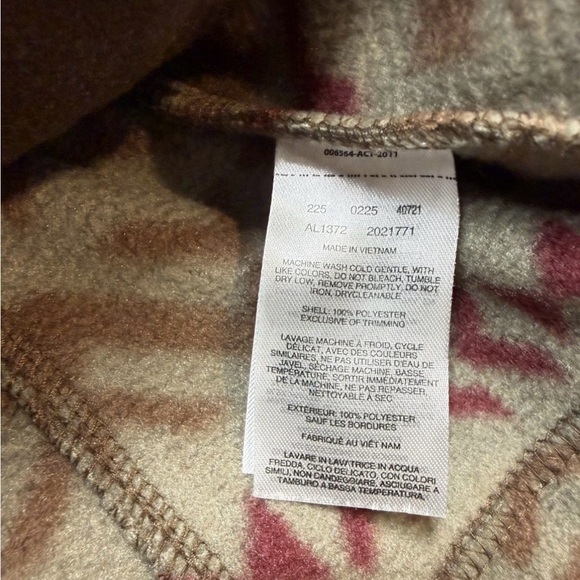 006564-ACT-2011
225 0225 40721
AL1372 2021771
MADE IN VIETNAM
MACHINE WASH COLD GENTLE, WITH
LIKE COLORS, DO NOT BLEACH, TUMBLE
DRY LOW, REMOVE PROMPTLY, DO NOT
IRON, DRYCLEANABLE
SHELL: 100% POLYESTER
EXCLUSIVE OF TRIMMING
LAVAGE MACHINE À FROID, CYCLE
DÉLICAT, AVEC DES COULEURS
SIMILAIRES, NE PAS UTILISER D'EAU DE
JAVEL, SÉCHAGE MACHINE, BASSE
TEMPÉRATURE, SORTIR IMMÉDIATEMENT
DE LA MACHINE, NE PAS REPASSER,
NETTOYABLE À SEC
EXTÉRIEUR: 100% POLYESTER
SAUF LES BORDURES
FABRIQUÉ AU VIÊT NAM
LAVARE IN LAVATRICE IN ACQUA
FREDDA, CICLO DELICATO, CON COLORI
SIMILI, NON CANDEGGIARE, ASCIUGARE A
TAMBURO A BASSA TEMPERATURA,